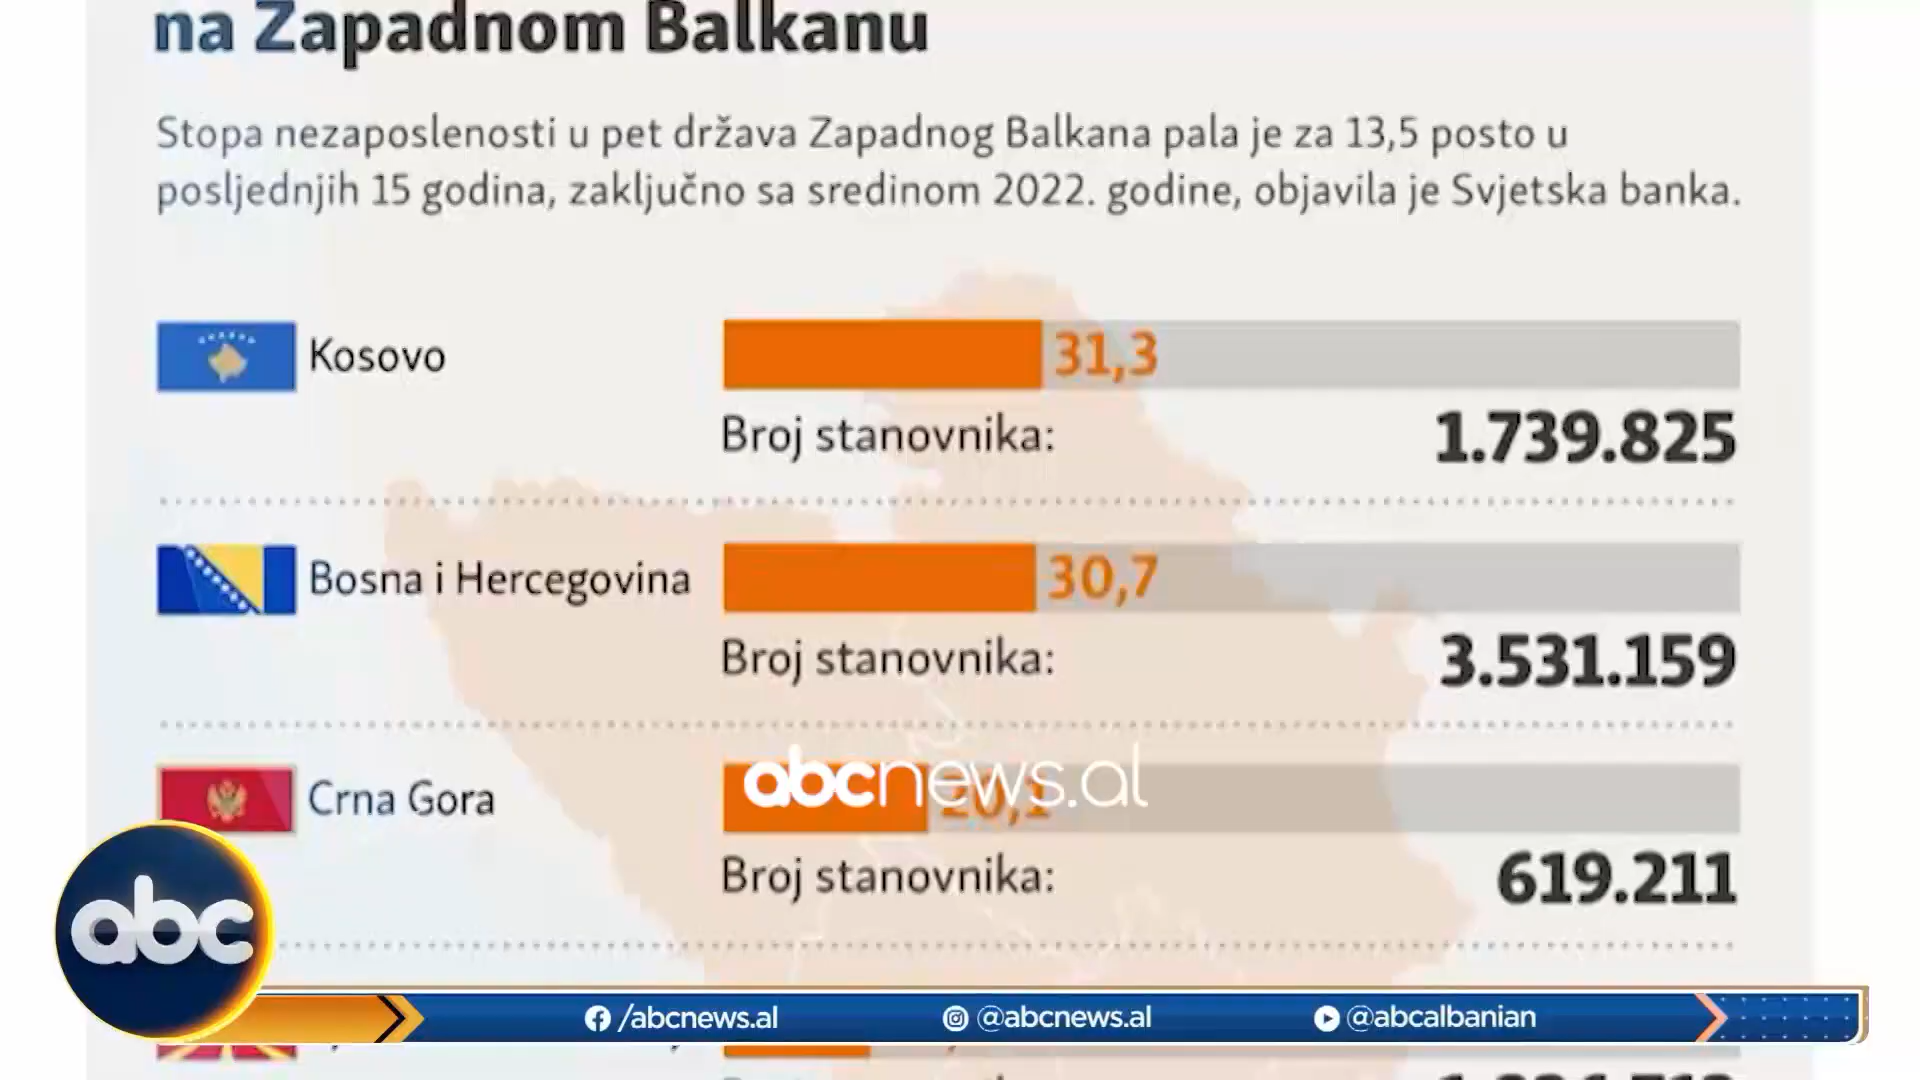 na Zapadnom Balkanu
Stopa nezaposlenosti u pet država Zapadnog Balkana pala je za 13,5 posto u
posljednjih 15 godina, zaključno sa sredinom 2022. godine, objavila je Svjetska banka.
Kosovo
31,3
Broj stanovnika:
1.739.825
Bosna i Hercegovina
30,7
Broj stanovnika:
3.531.159
Crna Gora
20,1
abcnews.al
Broj stanovnika:
619.211
abc
/abcnews.al
@abcnews.al
@abcalbanian